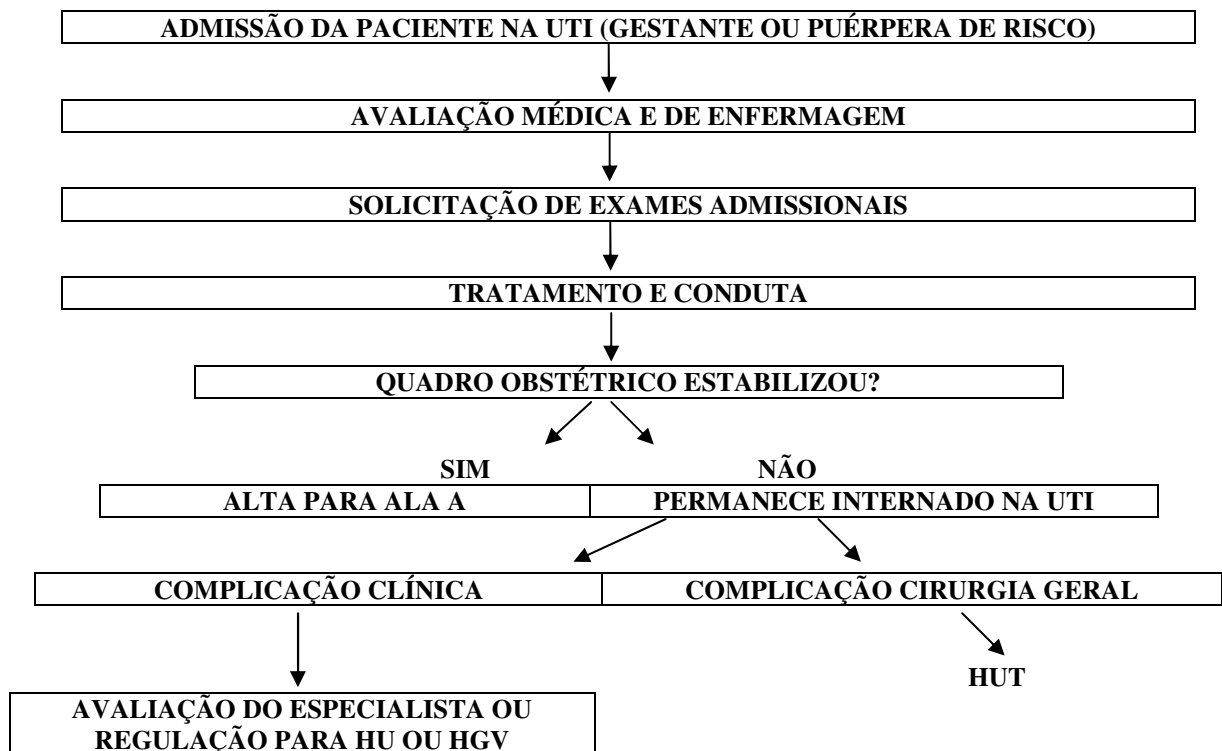 ADMISSÃO DA PACIENTE NA UTI (GESTANTE OU PUÉRPERA DE RISCO)
AVALIAÇÃO MÉDICA E DE ENFERMAGEM
SOLICITAÇÃO DE EXAMES ADMISSIONAIS
TRATAMENTO E CONDUTA
QUADRO OBSTÉTRICO ESTABILIZOU?
SIM NÃO
ALTA PARA ALA A PERMANECE INTERNADO NA UTI
COMPLICAÇÃO CLÍNICA COMPLICAÇÃO CIRURGIA GERAL
HUT
AVALIAÇÃO DO ESPECIALISTA OU
REGULAÇÃO PARA HU OU HGV